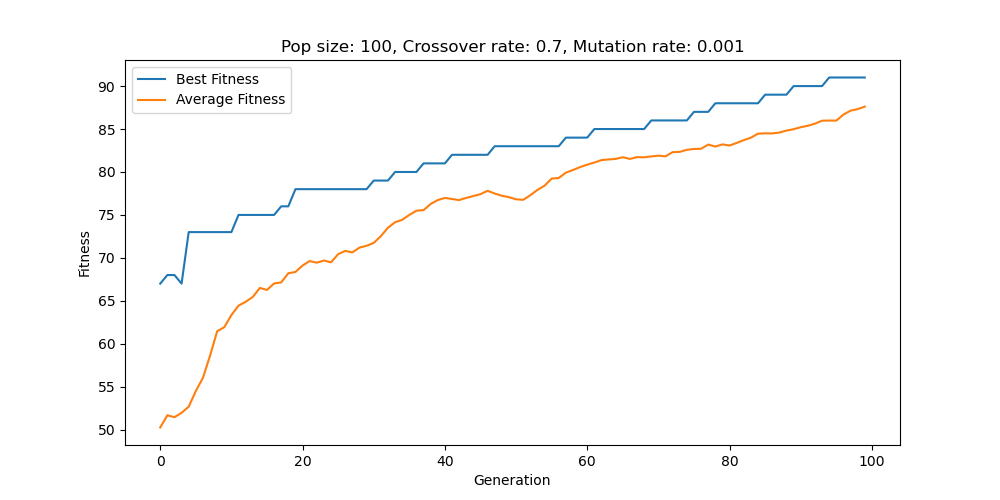 Pop size: 100, Crossover rate: 0.7, Mutation rate: 0.001
Best Fitness
Average Fitness
90
85
80
75
70
65
60
55
50
Fitness
0 20 40 60 80 100
Generation